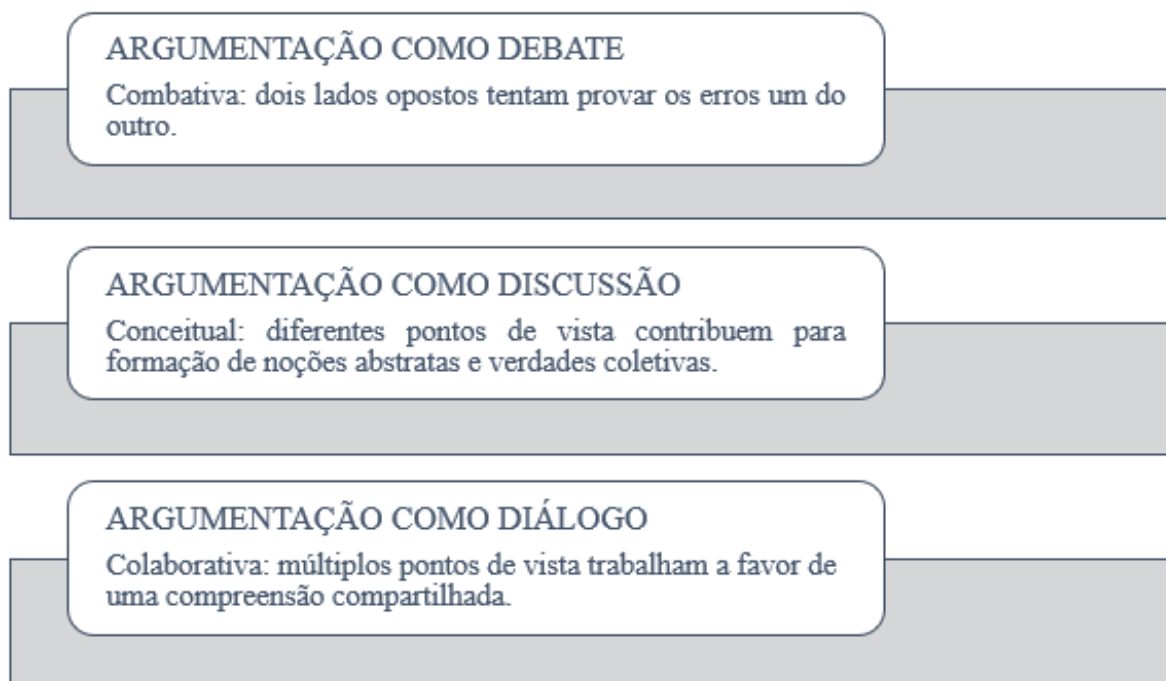 ARGUMENTAÇÃO COMO DEBATE
Combativa: dois lados opostos tentam provar os erros um do
outro.
ARGUMENTAÇÃO COMO DISCUSSÃO
Conceitual: diferentes pontos de vista contribuem para
formação de noções abstratas e verdades coletivas.
ARGUMENTAÇÃO COMO DIÁLOGO
Colaborativa: múltiplos pontos de vista trabalham a favor de
uma compreensão compartilhada.